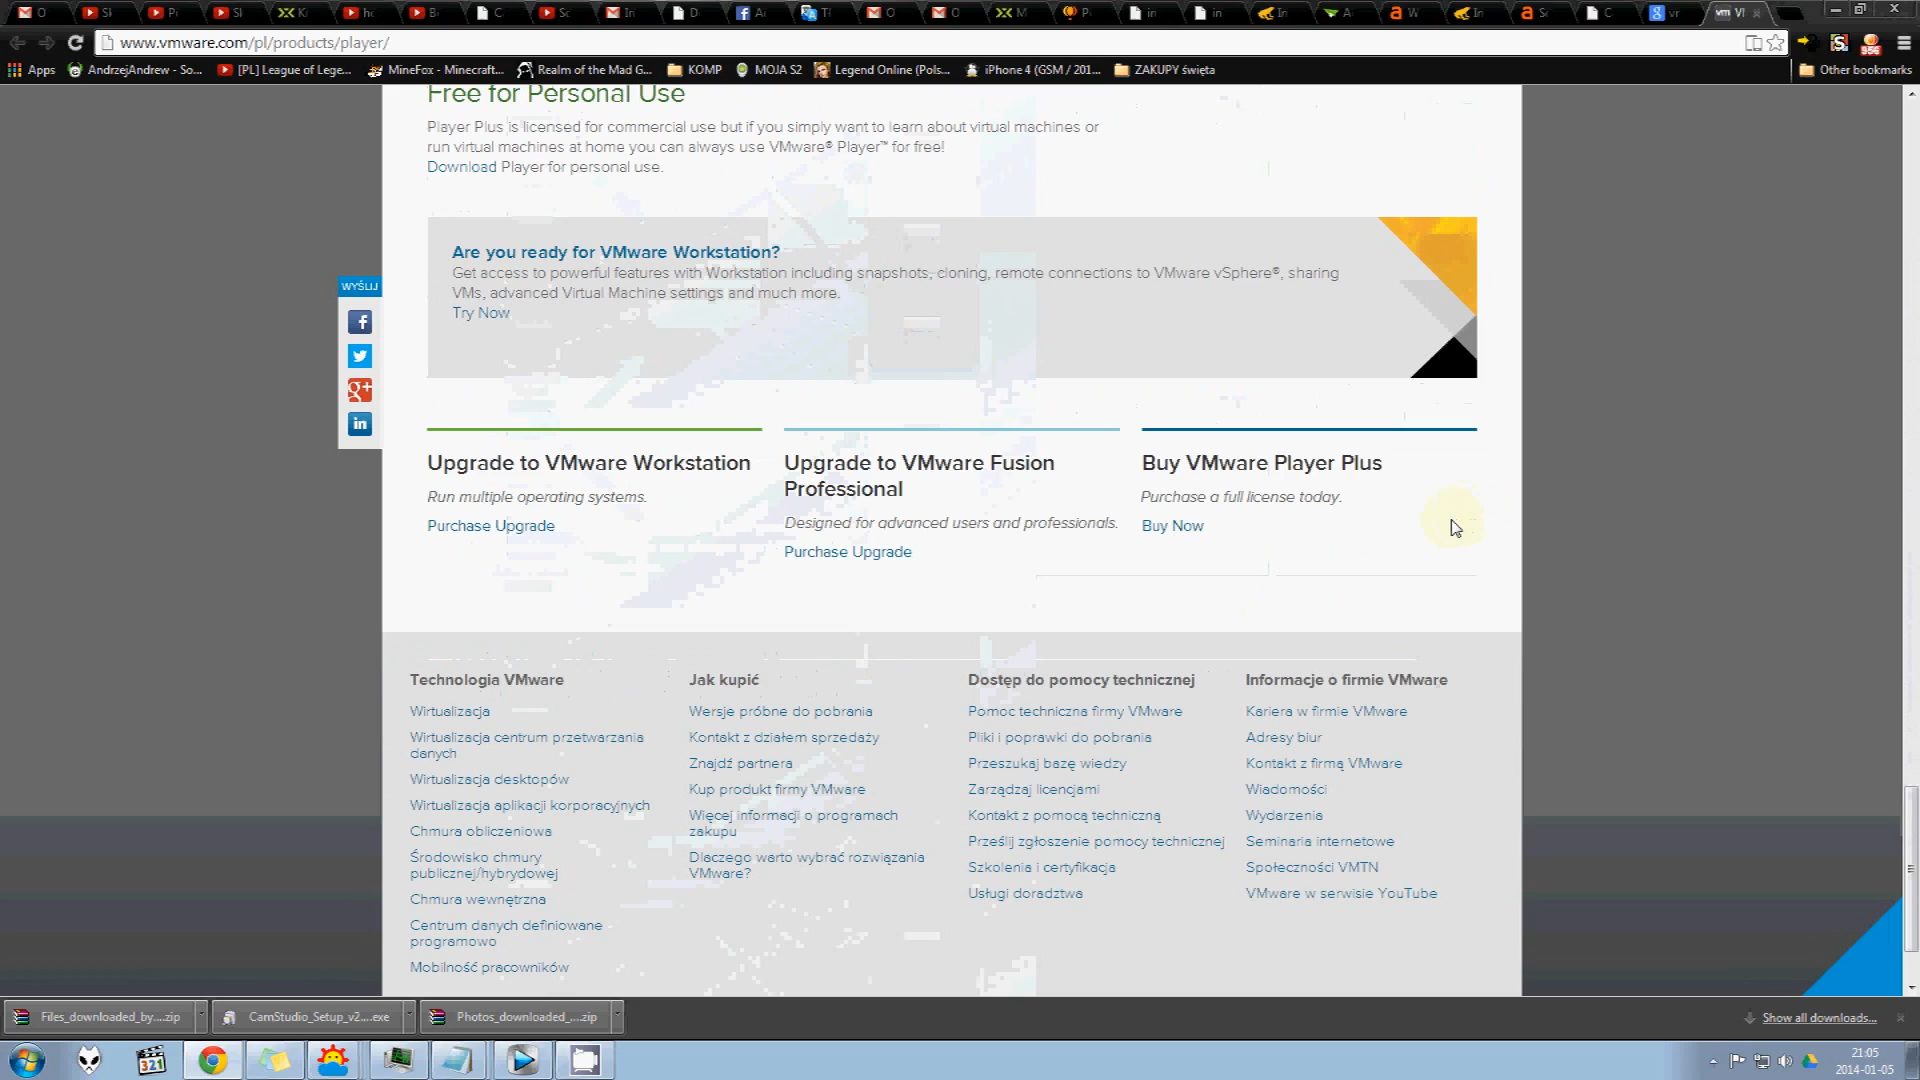 www.vmware.com/pl/products/player/
Apps
AndrzejAndrew - So...
[PL] League of Lege...
MineFox - Minecraft...
Realm of the Mad G...
KOMP
MOJA S2
Legend Online (Pols...
iPhone 4 (GSM / 201...
ZAKUPY święta
Other bookmarks
Free for Personal Use
Player Plus is licensed for commercial use but if you simply want to learn about virtual machines or
run virtual machines at home you can always use VMware® Player™ for free!
Download Player for personal use.
Are you ready for VMware Workstation?
Get access to powerful features with Workstation including snapshots, cloning, remote connections to VMware vSphere®, sharing
VMs, advanced Virtual Machine settings and much more.
Try Now
WYŚLIJ
Upgrade to VMware Workstation
Run multiple operating systems.
Purchase Upgrade
Upgrade to VMware Fusion
Professional
Designed for advanced users and professionals.
Purchase Upgrade
Buy VMware Player Plus
Purchase a full license today.
Buy Now
Technologia VMware
Wirtualizacja
Wirtualizacja centrum przetwarzania
danych
Wirtualizacja desktopów
Wirtualizacja aplikacji korporacyjnych
Chmura obliczeniowa
Środowisko chmury
publicznej/hybrydowej
Chmura wewnętrzna
Centrum danych definiowane
programowo
Mobilność pracowników
Jak kupić
Wersje próbne do pobrania
Kontakt z działem sprzedaży
Znajdź partnera
Kup produkt firmy VMware
Więcej informacji o programach
zakupu
Dlaczego warto wybrać rozwiązania
VMware?
Dostęp do pomocy technicznej
Pomoc techniczna firmy VMware
Pliki i poprawki do pobrania
Przeszukaj bazę wiedzy
Zarządzaj licencjami
Kontakt z pomocą techniczną
Prześlij zgłoszenie pomocy technicznej
Szkolenia i certyfikacja
Usługi doradztwa
Informacje o firmie VMware
Kariera w firmie VMware
Adresy biur
Kontakt z firmą VMware
Wiadomości
Wydarzenia
Seminaria internetowe
Społeczności VMTN
VMware w serwisie YouTube
Files_downloaded_by....zip
CamStudio_Setup_v2....exe
Photos_downloaded_....zip
Show all downloads...
21:05
2014-01-05